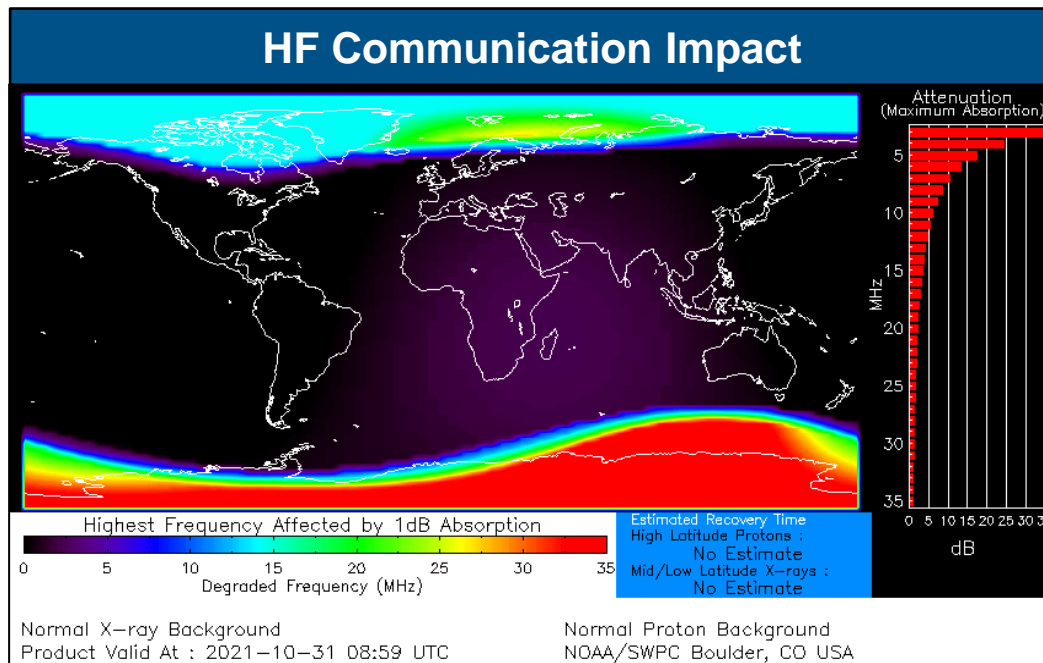 HF Communication Impact
Attenuation
(Maximum Absorption)
5
10
15
20
25
30
35
MHz
0 5 10 15 20 25 30 3
dB
Highest Frequency Affected by 1dB Absorption
0 5 10 15 20 25 30 35
Degraded Frequency (MHz)
Estimated Recovery Time
High Latitude Protons :
No Estimate
Mid/Low Latitude X-rays :
No Estimate
Normal X-ray Background
Product Valid At : 2021-10-31 08:59 UTC
Normal Proton Background
NOAA/SWPC Boulder, CO USA